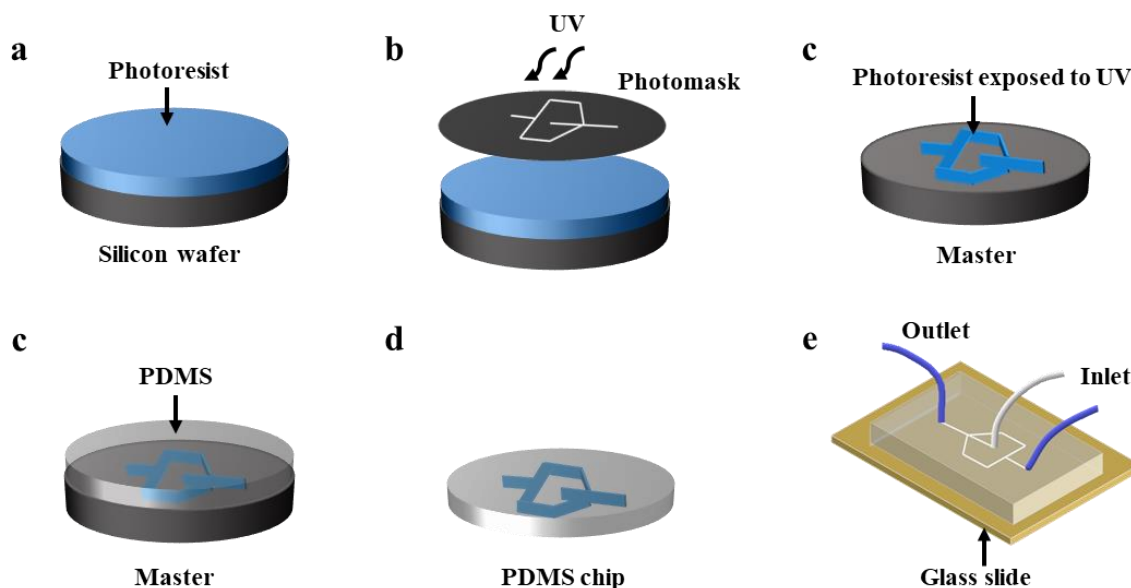 a
Photoresist
Silicon wafer
b
UV
Photomask
c
Photoresist exposed to UV
Master
c
PDMS
Master
d
PDMS chip
e
Outlet
Inlet
Glass slide